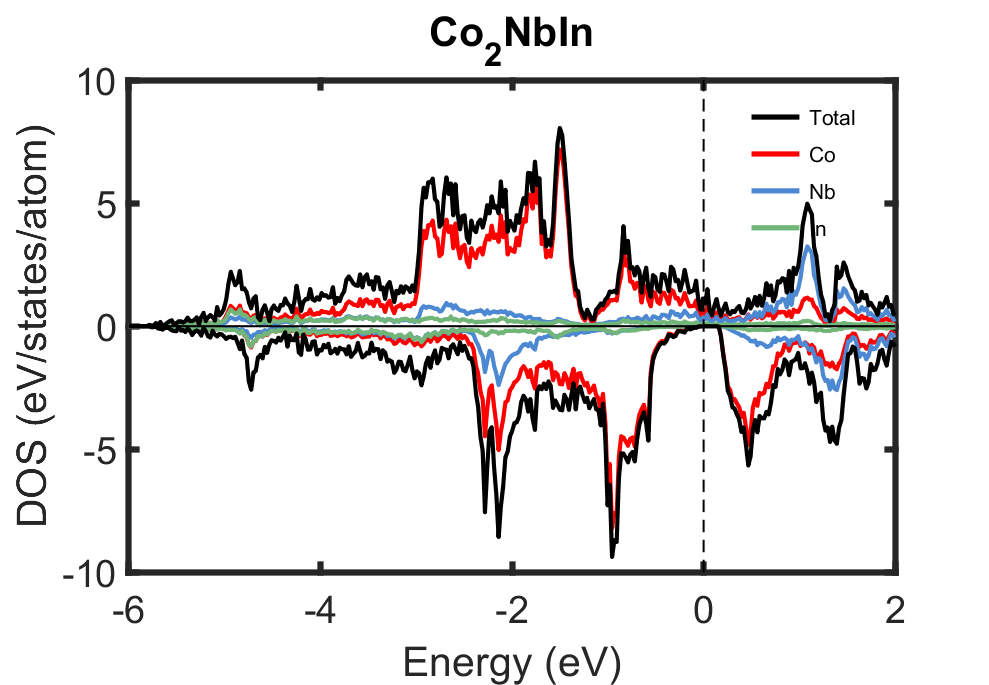 Co₂NbIn
DOS (eV/states/atom)
10
5
0
-5
-10
Total
Co
Nb
In
-6 -4 -2 0 2
Energy (eV)